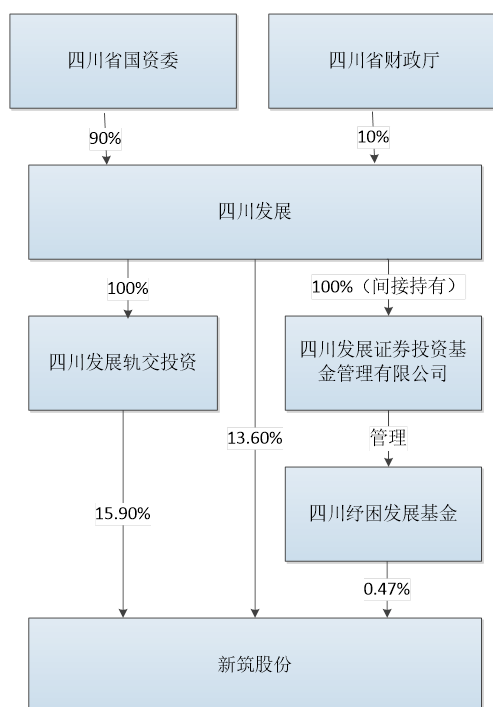 四川省国资委
四川省财政厅
90%
10%
四川发展
100%
100%（间接持有）
四川发展轨交投资
四川发展证券投资基
金管理有限公司
13.60%
管理
15.90%
四川纾困发展基金
0.47%
新筑股份